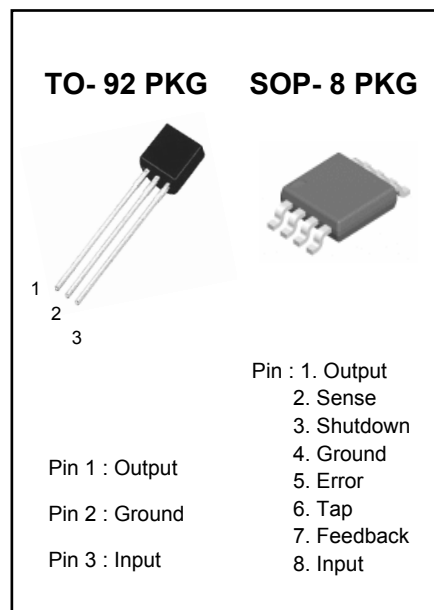 TO- 92 PKG
SOP- 8 PKG
1
2
3
Pin 1 : Output
Pin 2 : Ground
Pin 3 : Input
Pin : 1. Output
2. Sense
3. Shutdown
4. Ground
5. Error
6. Tap
7. Feedback
8. Input